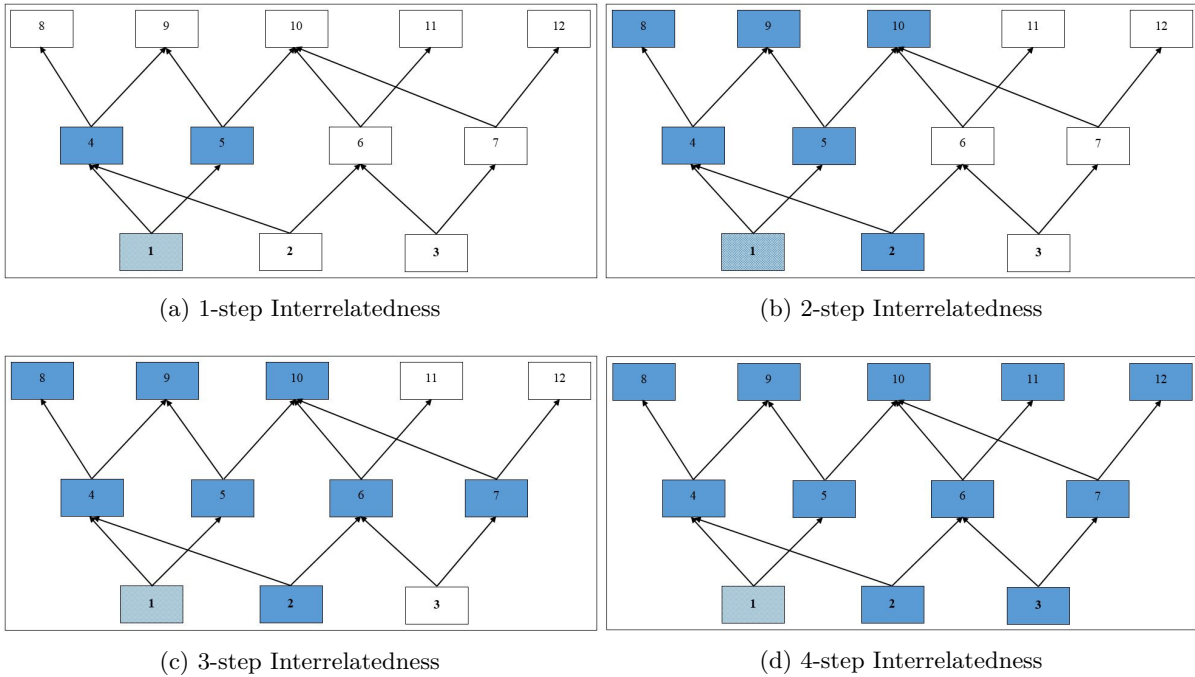 8 9 10 11 12
4 5 6 7
1 2 3
(a) 1-step Interrelatedness
8 9 10 11 12
4 5 6 7
1 2 3
(b) 2-step Interrelatedness
8 9 10 11 12
4 5 6 7
1 2 3
(c) 3-step Interrelatedness
8 9 10 11 12
4 5 6 7
1 2 3
(d) 4-step Interrelatedness